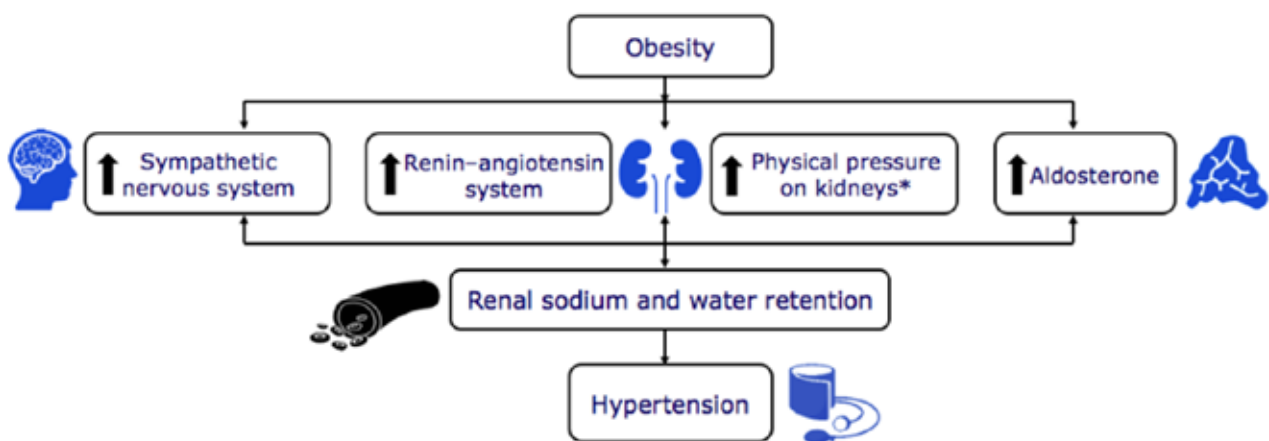 Obesity
Sympathetic
nervous system
Renin–angiotensin
system
Physical pressure
on kidneys*
Aldosterone
Renal sodium and water retention
Hypertension